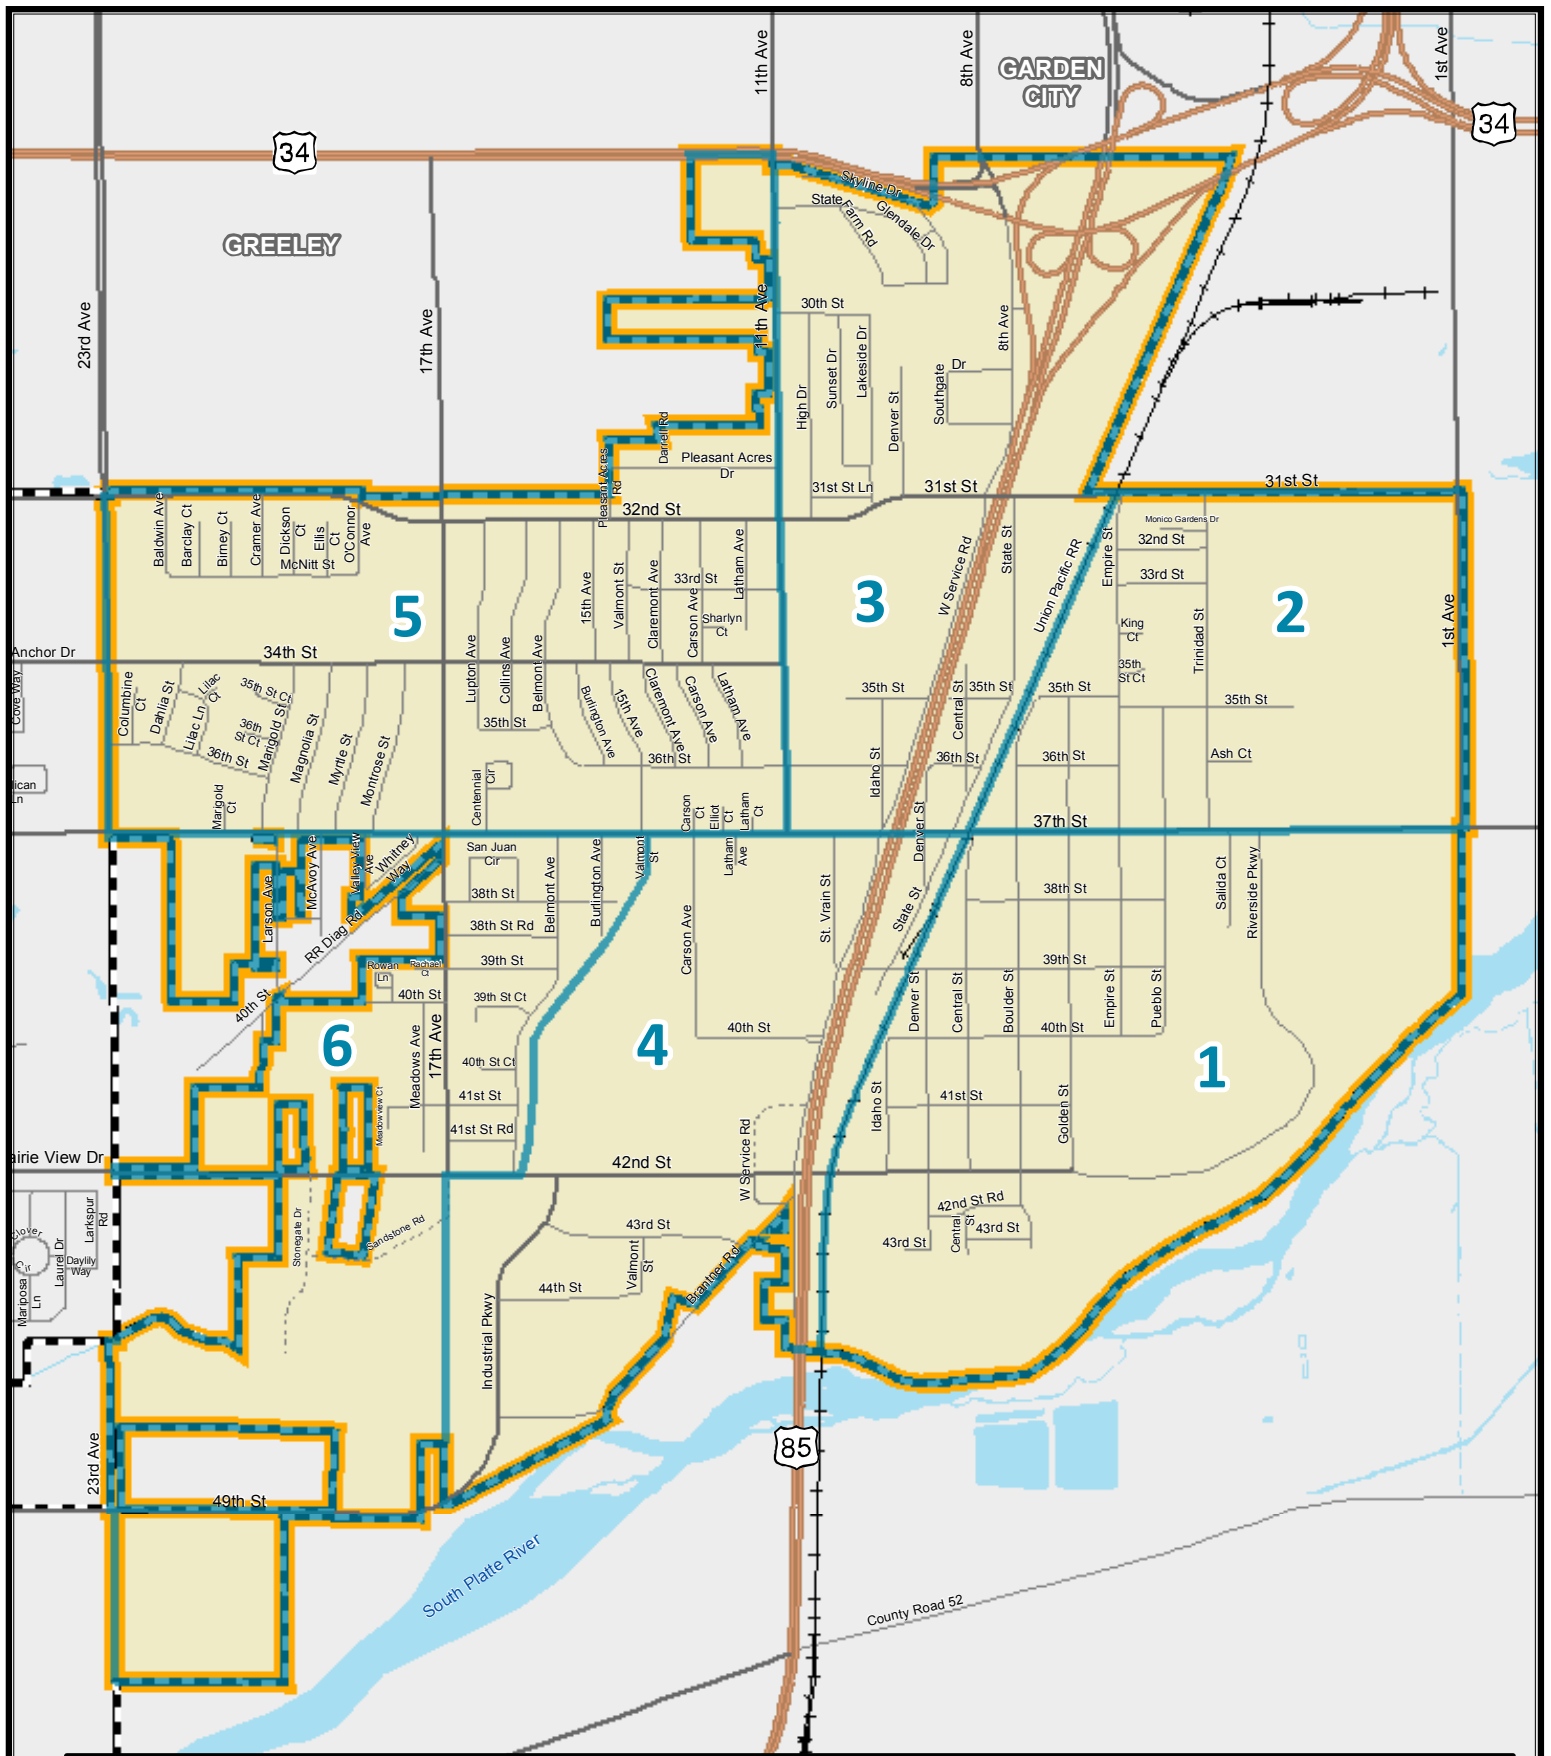 11th Ave
8th Ave
GARDEN
CITY
1st Ave
34
34
Skyline Dr
State
Farm Rd
Glendale Dr
GREELEY
23rd Ave
17th Ave
11th Ave
30th St
8th Ave
High Dr
Sunset Dr
Lakeside Dr
Denver St
Southgate
Dr
Darrell Rd
Pleasant Acres
Rd
Pleasant Acres
Dr
31st St Ln
31st St
31st St
32nd St
Baldwin Ave
Barclay Ct
Birney Ct
Cramer Ave
Dickson
Ct
Ellis
Ct
O'Connor
Ave
McNitt St
Monico Gardens Dr
32nd St
33rd St
W Service Rd
State St
Union Pacific RR
Empire St
15th Ave
Valmont St
Claremont Ave
33rd St
Carson Ave
Latham Ave
Sharlyn
Ct
5
3
2
King
Ct
Trinidad St
1st Ave
35th
St Ct
Anchor Dr
34th St
Lupton Ave
Collins Ave
Belmont Ave
Cove Way
Columbine
Ct
Dahlia St
Lilac
Ct
Lilac Ln
35th St Ct
36th
St Ct
36th St
Marigold St
Magnolia St
Myrtle St
Montrose St
35th St
Burlington Ave
15th Ave
Claremont Ave
Carson Ave
Latham Ave
36th St
35th St
Central St
35th St
35th St
35th St
Idaho St
36th St
36th St
Ash Ct
lican
Ln
Marigold
Ct
Centennial
Cir
Carson
Ct
Elliot
Ct
Latham
Ct
Denver St
37th St
Larson Ave
McAvoy Ave
Valley View
Ave
Whitney
Way
RR Diag Rd
San Juan
Cir
38th St
38th St Rd
39th St
Belmont Ave
Burlington Ave
Valmont
St
Latham
Ave
Carson Ave
St. Vrain St
State St
38th St
Salida Ct
Riverside Pkwy
39th St
Rowan
Ln
Rachael
Ct
40th St
40th St
39th St Ct
Denver St
Central St
Boulder St
Empire St
Pueblo St
40th St
40th St
6
4
1
Meadows Ave
17th Ave
40th St Ct
41st St
41st St Rd
Meadowview Ct
Idaho St
41st St
Golden St
W Service Rd
airie View Dr
42nd St
Larkspur
Rd
Clover
Cir
Laurel Dr
Daylily
Way
Mariposa
Ln
Stonegate Dr
Sandstone Rd
43rd St
Valmont
St
44th St
Brantner Rd
Industrial Pkwy
42nd St Rd
Central
St
43rd St
43rd St
23rd Ave
49th St
85
South Platte River
County Road 52